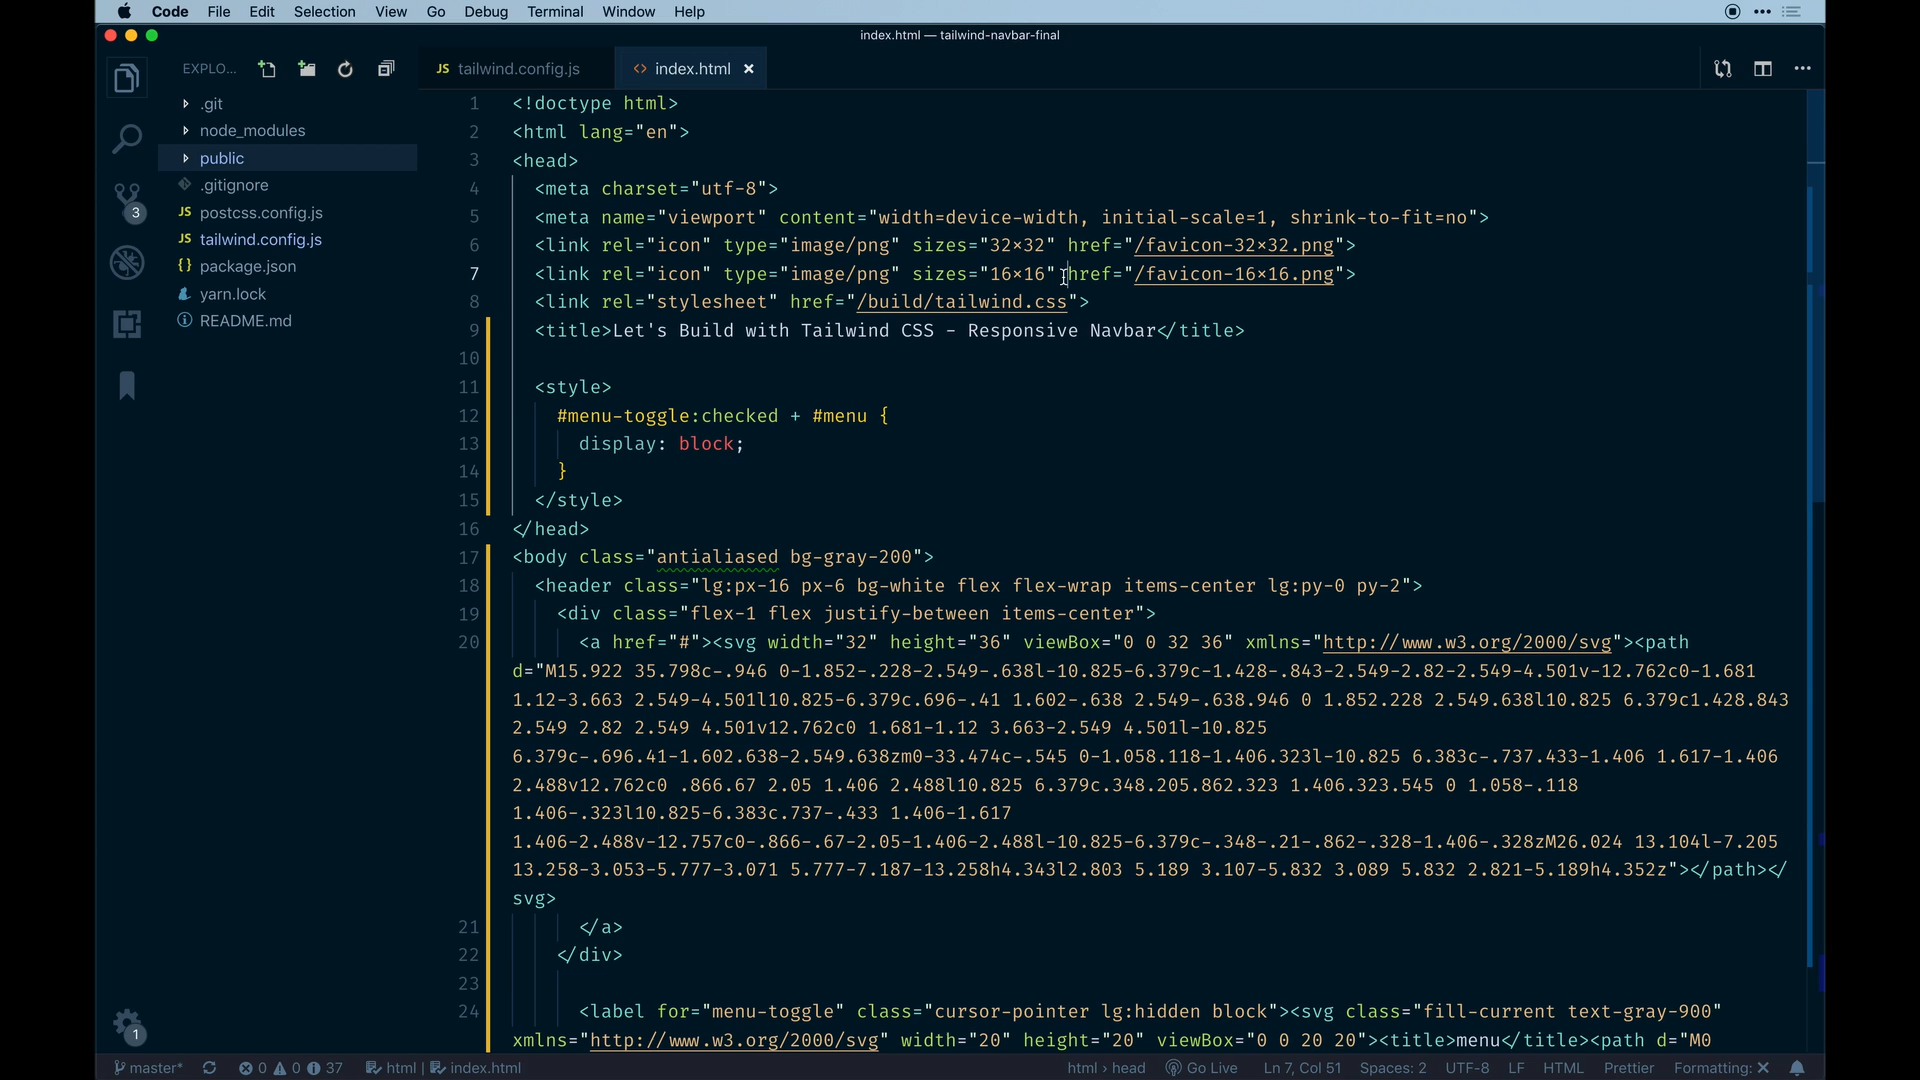 Code File Edit Selection View Go Debug Terminal Window Help
index.html — tailwind-navbar-final
EXPLO...
JS tailwind.config.js
<> index.html ×
.git
node_modules
public
.gitignore
JS postcss.config.js
JS tailwind.config.js
{} package.json
yarn.lock
README.md
3
1
1 <!doctype html>
2 <html lang="en">
3 <head>
4 <meta charset="utf-8">
5 <meta name="viewport" content="width=device-width, initial-scale=1, shrink-to-fit=no">
6 <link rel="icon" type="image/png" sizes="32×32" href="/favicon-32×32.png">
7 <link rel="icon" type="image/png" sizes="16×16" href="/favicon-16×16.png">
8 <link rel="stylesheet" href="/build/tailwind.css">
9 <title>Let's Build with Tailwind CSS - Responsive Navbar</title>
10
11 <style>
12 #menu-toggle:checked + #menu {
13 display: block;
14 }
15 </style>
16 </head>
17 <body class="antialiased bg-gray-200">
18 <header class="lg:px-16 px-6 bg-white flex flex-wrap items-center lg:py-0 py-2">
19 <div class="flex-1 flex justify-between items-center">
20 <a href="#"><svg width="32" height="36" viewBox="0 0 32 36" xmlns="http://www.w3.org/2000/svg"><path
d="M15.922 35.798c-.946 0-1.852-.228-2.549-.638l-10.825-6.379c-1.428-.843-2.549-2.82-2.549-4.501v-12.762c0-1.681
1.12-3.663 2.549-4.501l10.825-6.379c.696-.41 1.602-.638 2.549-.638.946 0 1.852.228 2.549.638l10.825 6.379c1.428.843
2.549 2.82 2.549 4.501v12.762c0 1.681-1.12 3.663-2.549 4.501l-10.825
6.379c-.696.41-1.602.638-2.549.638zm0-33.474c-.545 0-1.058.118-1.406.323l-10.825 6.383c-.737.433-1.406 1.617-1.406
2.488v12.762c0 .866.67 2.05 1.406 2.488l10.825 6.379c.348.205.862.323 1.406.323.545 0 1.058-.118
1.406-.323l10.825-6.383c.737-.433 1.406-1.617
1.406-2.488v-12.757c0-.866-.67-2.05-1.406-2.488l-10.825-6.379c-.348-.21-.862-.328-1.406-.328zM26.024 13.104l-7.205
13.258-3.053-5.777-3.071 5.777-7.187-13.258h4.343l2.803 5.189 3.107-5.832 3.089 5.832 2.821-5.189h4.352z"></path></
svg>
21 </a>
22 </div>
23
24 <label for="menu-toggle" class="cursor-pointer lg:hidden block"><svg class="fill-current text-gray-900"
xmlns="http://www.w3.org/2000/svg" width="20" height="20" viewBox="0 0 20 20"><title>menu</title><path d="M0
master* 0 0 37 html | index.html html › head Go Live Ln 7, Col 51 Spaces: 2 UTF-8 LF HTML Prettier Formatting: ×